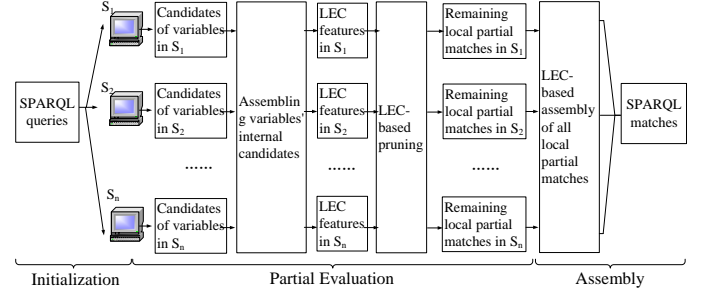 SPARQL
queries
S1
S2
Sn
Candidates
of variables
in S1
Candidates
of variables
in S2
......
Candidates
of variables
in Sn
Assemblin
g variables'
internal
candidates
LEC
features
in S1
LEC
features
in S2
......
LEC
features
in Sn
LEC-
based
pruning
Remaining
local partial
matches in S1
Remaining
local partial
matches in S2
......
Remaining
local partial
matches in Sn
LEC-
based
assembly
of all
local
partial
matches
SPARQL
matches
Initialization
Partial Evaluation
Assembly